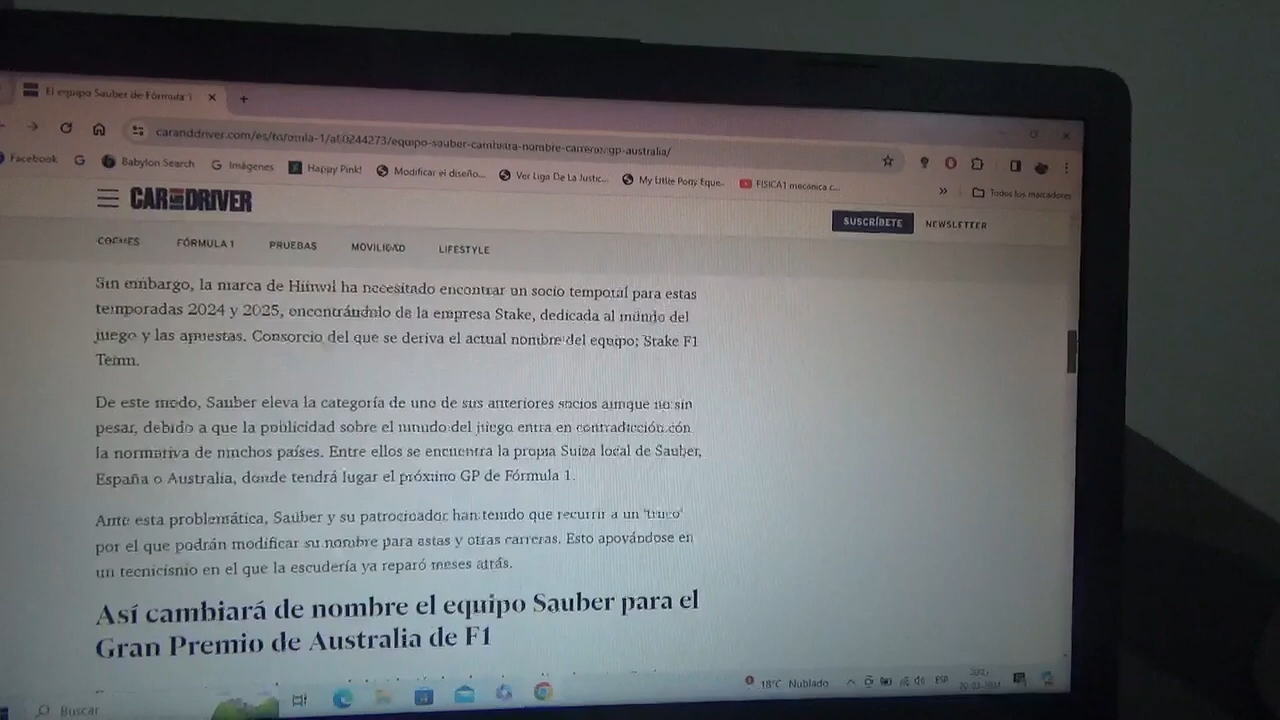 El equipo Sauber de Fórmula 1
caranddriver.com/es/formula-1/a60244273/equipo-sauber-cambiara-nombre-carreras-gp-australia/
Facebook G Babylon Search Imágenes Happy Pink! Modificar el diseño... Ver Liga De La Justic... My Little Pony Eque... FISICA1 mecánica c... » Todos los marcadores
CAR AND DRIVER
SUSCRÍBETE NEWSLETTER
COCHES FÓRMULA 1 PRUEBAS MOVILIDAD LIFESTYLE
Sin embargo, la marca de Hinwil ha necesitado encontrar un socio temporal para estas
temporadas 2024 y 2025, encontrándolo de la empresa Stake, dedicada al mundo del
juego y las apuestas. Consorcio del que se deriva el actual nombre del equipo: Stake F1
Team.
De este modo, Sauber eleva la categoría de uno de sus anteriores socios aunque no sin
pesar, debido a que la publicidad sobre el mundo del juego entra en contradicción con
la normativa de muchos países. Entre ellos se encuentra la propia Suiza local de Sauber,
España o Australia, donde tendrá lugar el próximo GP de Fórmula 1.
Ante esta problemática, Sauber y su patrocinador han tenido que recurrir a un 'truco'
por el que podrán modificar su nombre para estas y otras carreras. Esto apoyándose en
un tecnicismo en el que la escudería ya reparó meses atrás.
Así cambiará de nombre el equipo Sauber para el
Gran Premio de Australia de F1
Buscar
18°C Nublado ESP